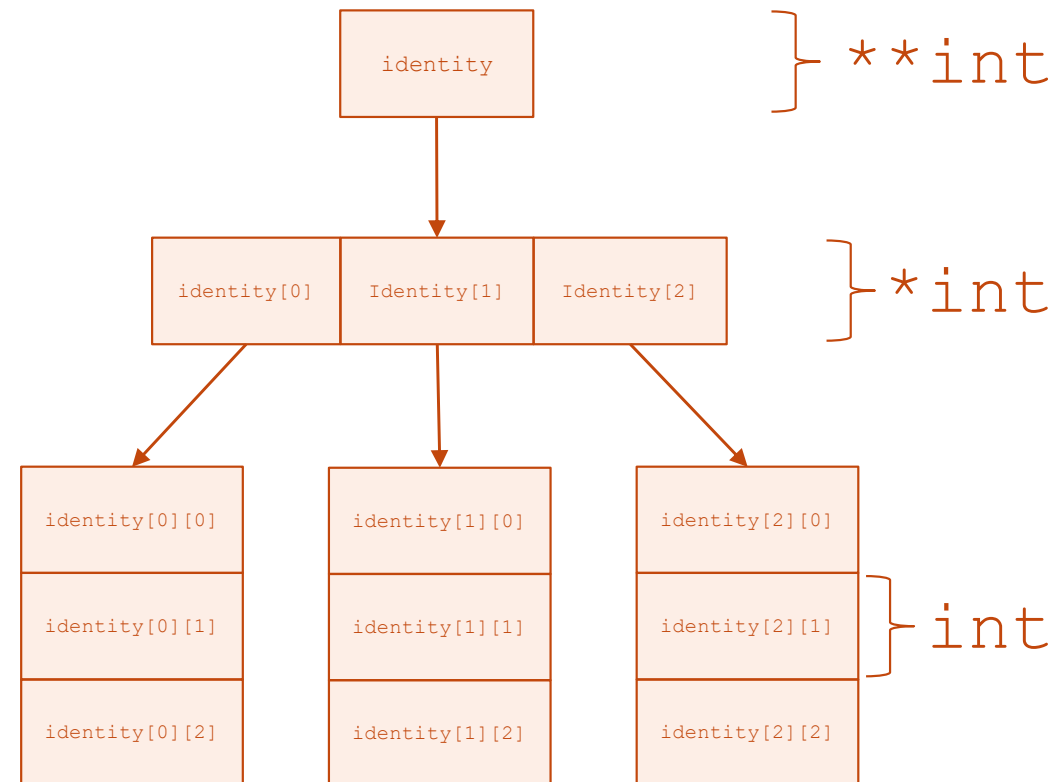 identity
**int
identity[0] Identity[1] Identity[2]
*int
identity[0][0] identity[1][0] identity[2][0]
identity[0][1] identity[1][1] identity[2][1]
int
identity[0][2] identity[1][2] identity[2][2]